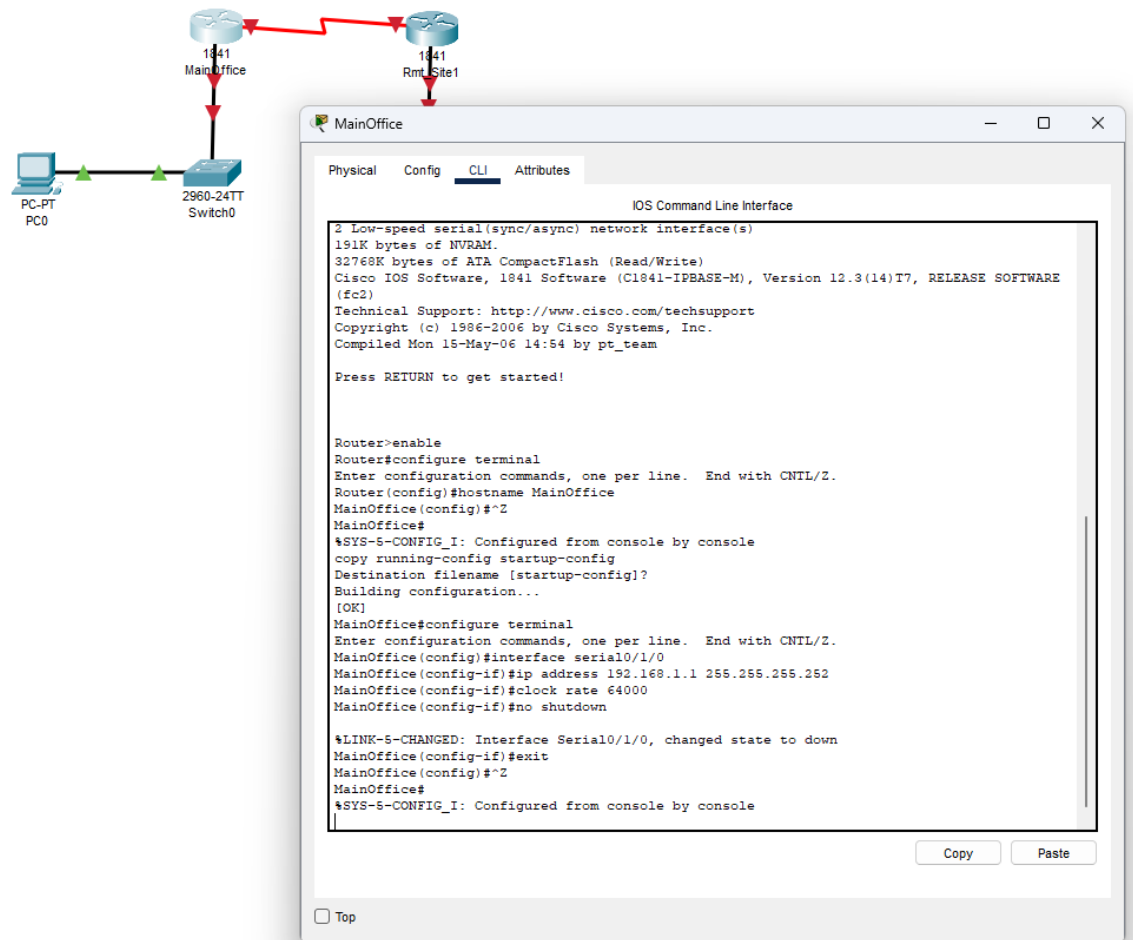 1841
MainOffice
1841
Rmt_Site1
PC-PT
PC0
2960-24TT
Switch0
MainOffice
Physical Config CLI Attributes
IOS Command Line Interface
2 Low-speed serial(sync/async) network interface(s)
191K bytes of NVRAM.
32768K bytes of ATA CompactFlash (Read/Write)
Cisco IOS Software, 1841 Software (C1841-IPBASE-M), Version 12.3(14)T7, RELEASE SOFTWARE
(fc2)
Technical Support: http://www.cisco.com/techsupport
Copyright (c) 1986-2006 by Cisco Systems, Inc.
Compiled Mon 15-May-06 14:54 by pt_team
Press RETURN to get started!
Router>enable
Router#configure terminal
Enter configuration commands, one per line.  End with CNTL/Z.
Router(config)#hostname MainOffice
MainOffice(config)#^Z
MainOffice#
%SYS-5-CONFIG_I: Configured from console by console
copy running-config startup-config
Destination filename [startup-config]?
Building configuration...
[OK]
MainOffice#configure terminal
Enter configuration commands, one per line.  End with CNTL/Z.
MainOffice(config)#interface serial0/1/0
MainOffice(config-if)#ip address 192.168.1.1 255.255.255.252
MainOffice(config-if)#clock rate 64000
MainOffice(config-if)#no shutdown
%LINK-5-CHANGED: Interface Serial0/1/0, changed state to down
MainOffice(config-if)#exit
MainOffice(config)#^Z
MainOffice#
%SYS-5-CONFIG_I: Configured from console by console
Copy Paste
Top